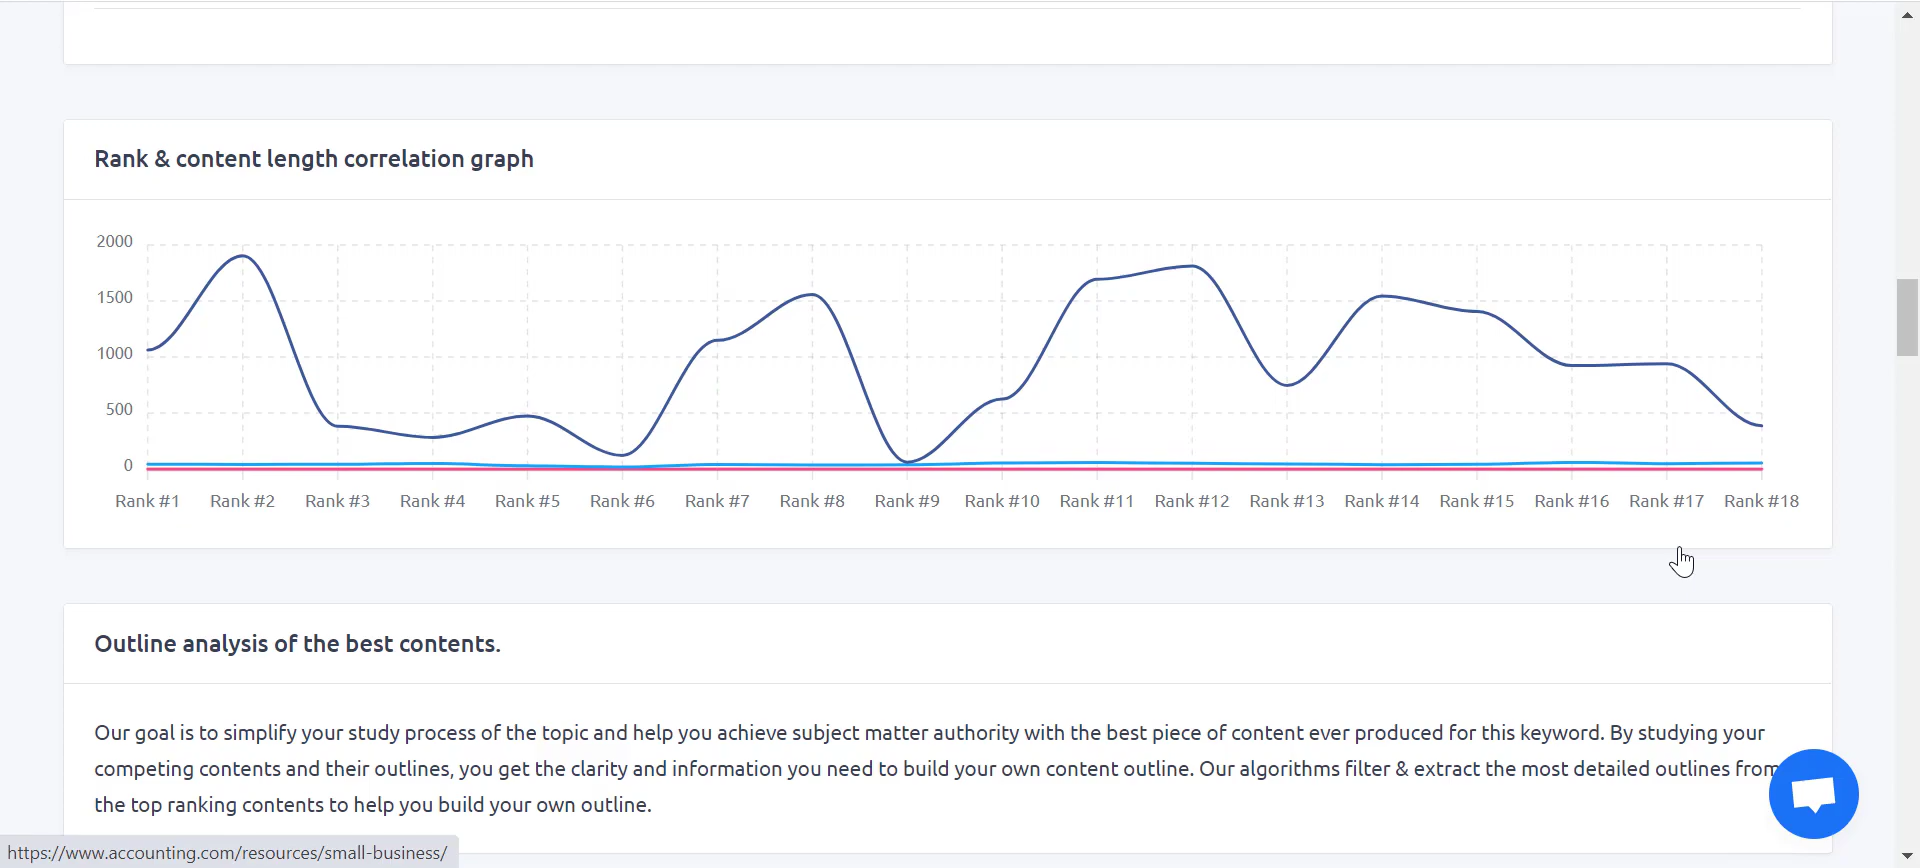 Rank & content length correlation graph
2000
1500
1000
500
0
Rank #1 Rank #2 Rank #3 Rank #4 Rank #5 Rank #6 Rank #7 Rank #8 Rank #9 Rank #10 Rank #11 Rank #12 Rank #13 Rank #14 Rank #15 Rank #16 Rank #17 Rank #18
Outline analysis of the best contents.
Our goal is to simplify your study process of the topic and help you achieve subject matter authority with the best piece of content ever produced for this keyword. By studying your
competing contents and their outlines, you get the clarity and information you need to build your own content outline. Our algorithms filter & extract the most detailed outlines from
the top ranking contents to help you build your own outline.
https://www.accounting.com/resources/small-business/